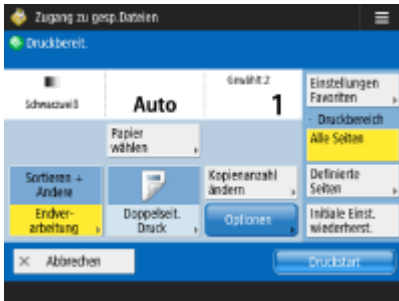 Zugang zu gesp.Dateien
Druckbereit.
Gewählt:2
Schwarzweiß
Auto
1
Papier
wählen
Einstellungen
Favoriten
- Druckbereich
Alle Seiten
Sortieren +
Andere
Kopienanzahl
ändern
Definierte
Seiten
Endver-
arbeitung
Doppelseit.
Druck
Optionen
Initiale Einst.
wiederherst.
× Abbrechen
Druckstart